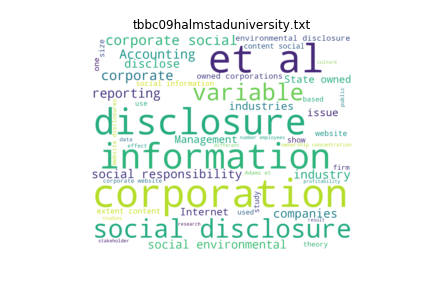 tbbc09halmstaduniversity.txt
corporate social
environmental disclosure
content social
size
one
Accounting
disclose
et al
culture
corporate
owned corporations
State owned
social information
reporting
variable
industries
based
public
use
issue
disclosure
date
effect
Management
number employees
show
website
different
information
ownership concentration
social responsibility
Adams et
firm
industry
corporate website
profitability
corporation
study
extent content
Internet
used
companies
studies
result
research
social disclosure
stakeholder
social environmental
theory